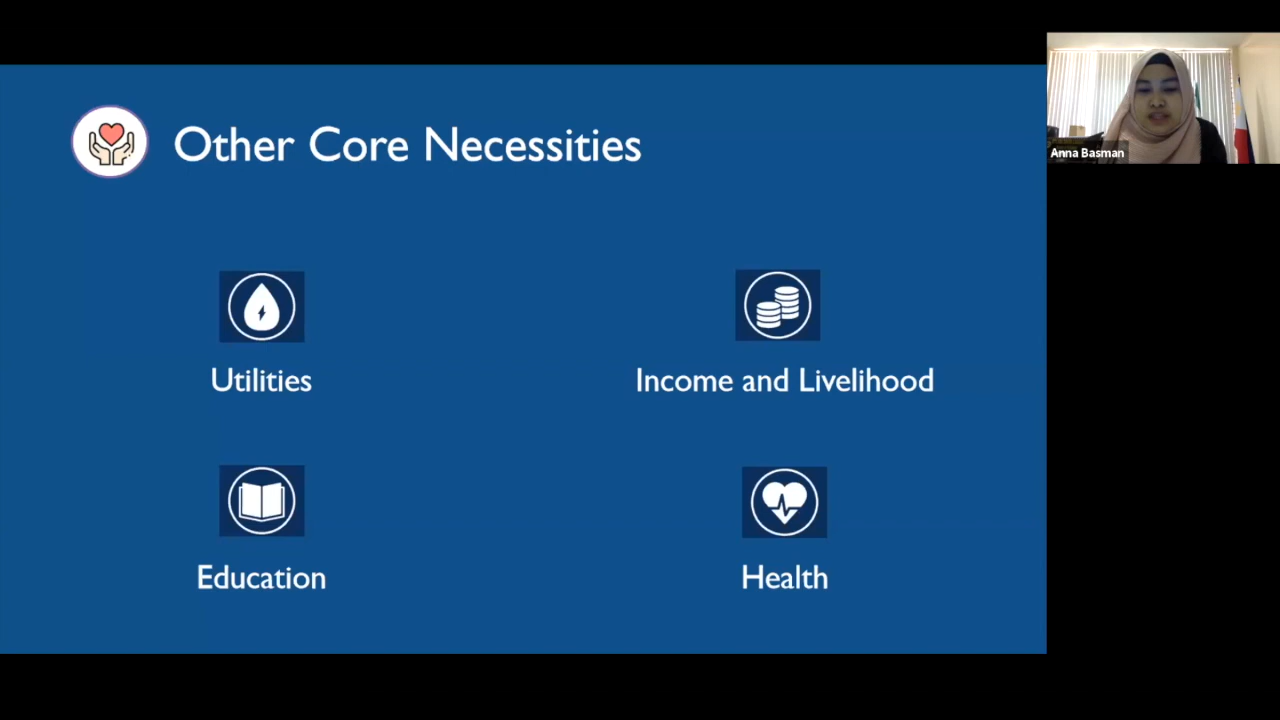 Other Core Necessities
Anna Basman
Utilities
Income and Livelihood
Education
Health